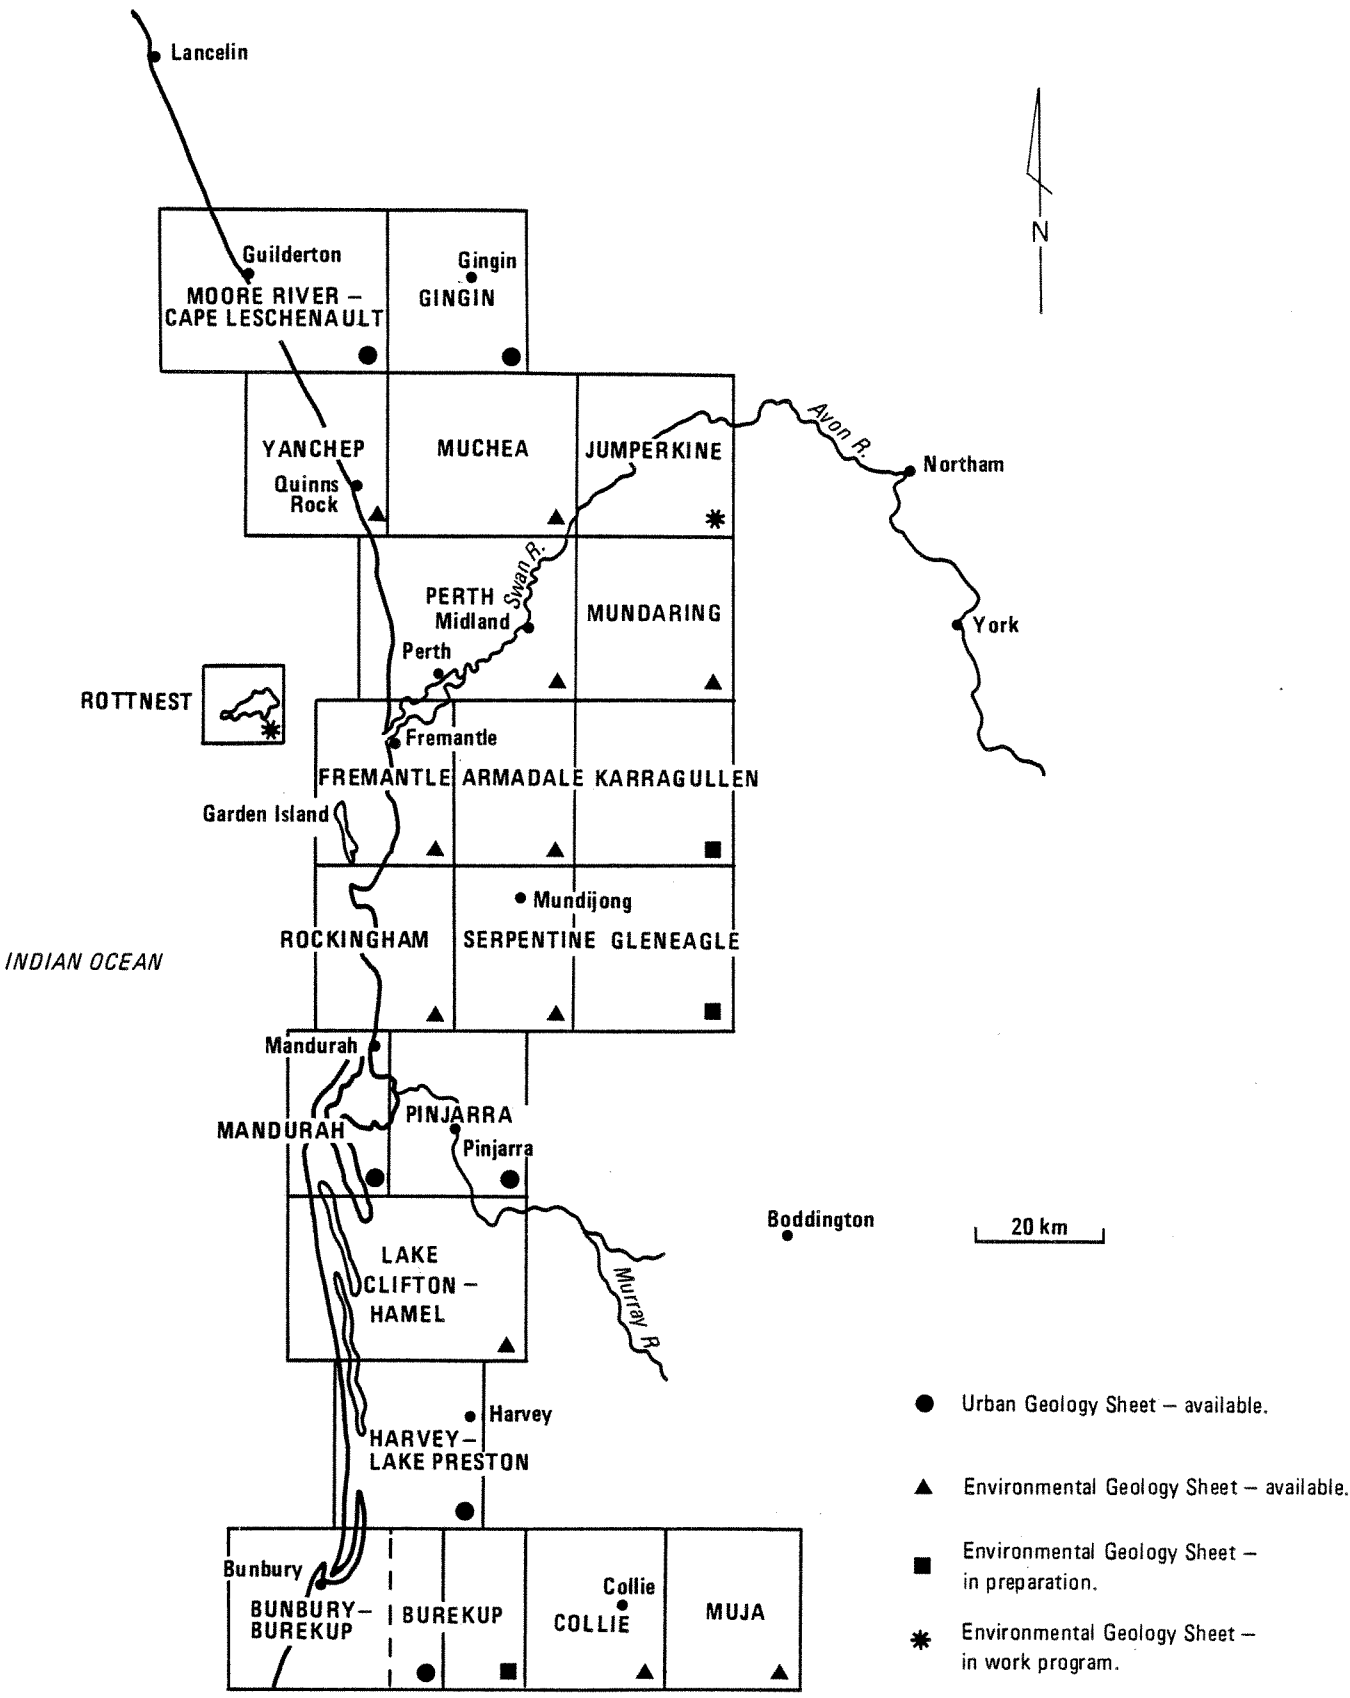 Lancelin
N
Guilderton
MOORE RIVER –
CAPE LESCHENAULT
Gingin
GINGIN
YANCHEP
Quinns
Rock
MUCHEA
JUMPERKINE
Avon R.
Northam
PERTH
Swan R.
Midland
Perth
MUNDARING
York
ROTTNEST
Fremantle
FREMANTLE
ARMADALE
KARRAGULLEN
Garden Island
Mundijong
ROCKINGHAM
SERPENTINE
GLENEAGLE
INDIAN OCEAN
Mandurah
MANDURAH
PINJARRA
Pinjarra
Boddington
20 km
LAKE
CLIFTON –
HAMEL
Murray R.
Harvey
HARVEY –
LAKE PRESTON
Bunbury
BUNBURY –
BUREKUP
BUREKUP
Collie
COLLIE
MUJA
Urban Geology Sheet – available.
Environmental Geology Sheet – available.
Environmental Geology Sheet –
in preparation.
Environmental Geology Sheet –
in work program.